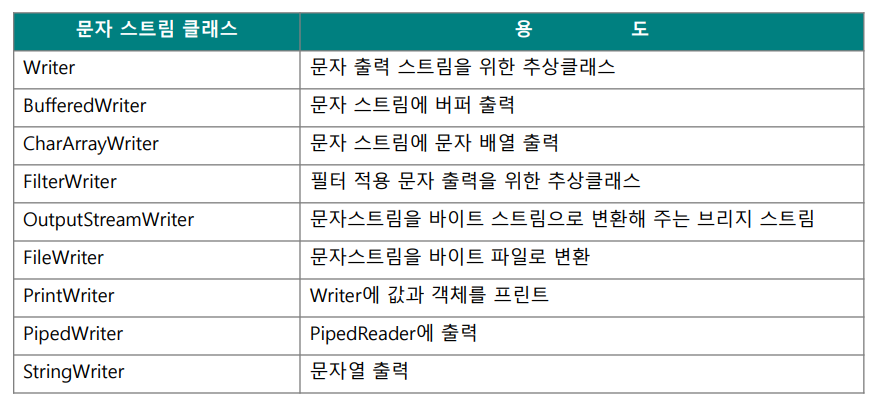 문자 스트림 클래스 용 도
Writer 문자 출력 스트림을 위한 추상클래스
BufferedWriter 문자 스트림에 버퍼 출력
CharArrayWriter 문자 스트림에 문자 배열 출력
FilterWriter 필터 적용 문자 출력을 위한 추상클래스
OutputStreamWriter 문자스트림을 바이트 스트림으로 변환해 주는 브리지 스트림
FileWriter 문자스트림을 바이트 파일로 변환
PrintWriter Writer에 값과 객체를 프린트
PipedWriter PipedReader에 출력
StringWriter 문자열 출력